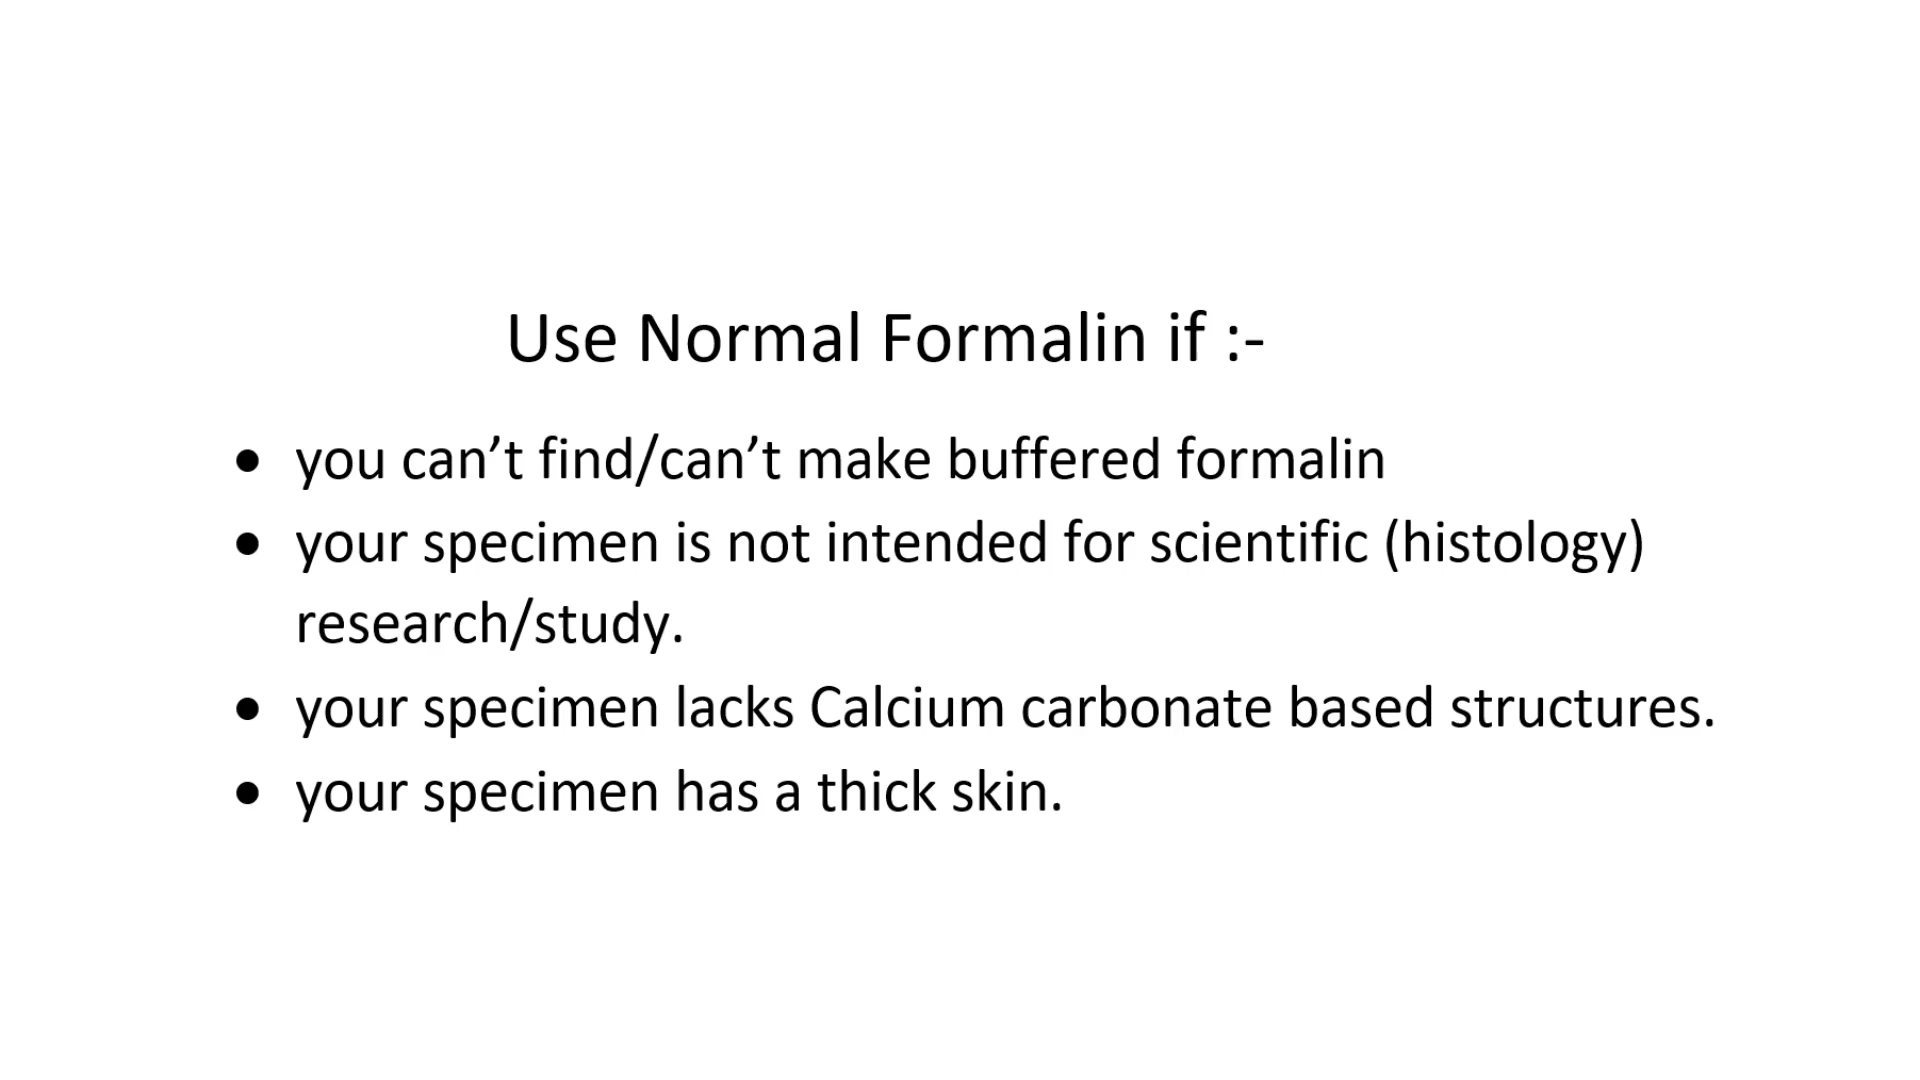 Use Normal Formalin if :-
• you can’t find/can’t make buffered formalin
• your specimen is not intended for scientific (histology)
research/study.
• your specimen lacks Calcium carbonate based structures.
• your specimen has a thick skin.